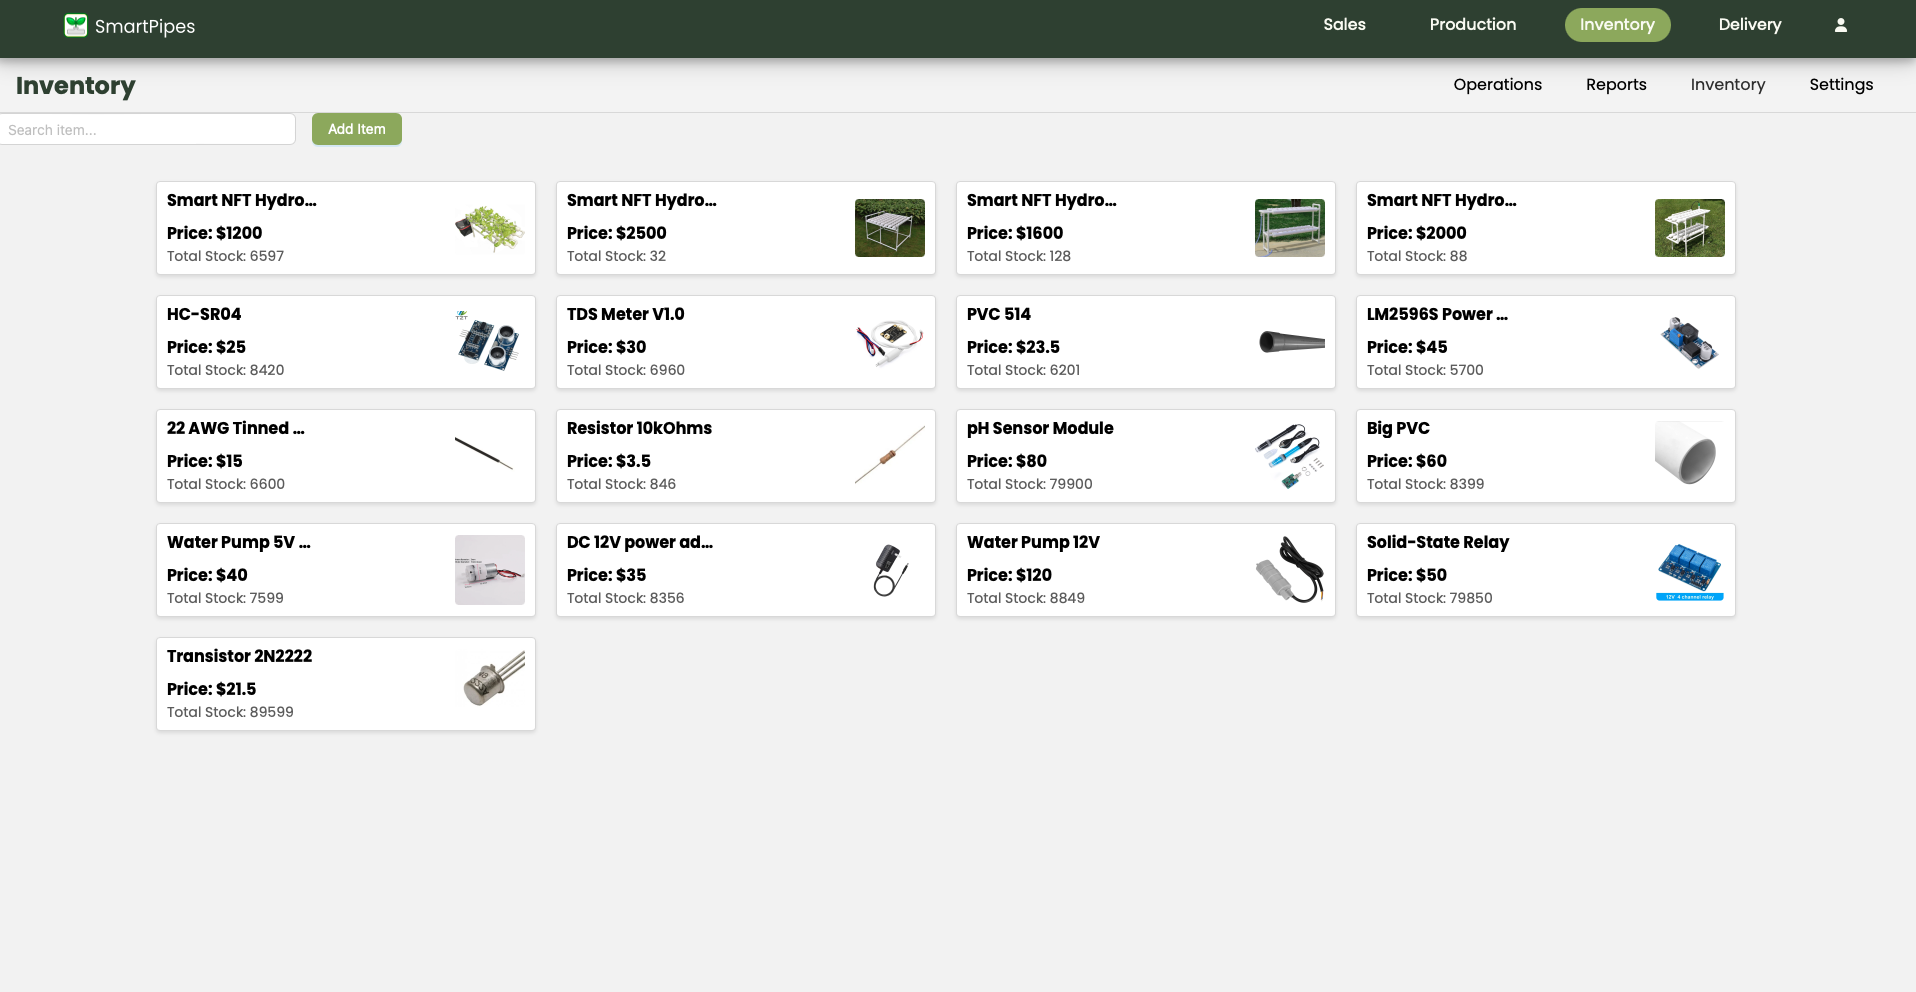 SmartPipes
Sales
Production
Inventory
Delivery
Inventory
Operations
Reports
Inventory
Settings
Search item...
Add Item
Smart NFT Hydro...
Price: $1200
Total Stock: 6597
Smart NFT Hydro...
Price: $2500
Total Stock: 32
Smart NFT Hydro...
Price: $1600
Total Stock: 128
Smart NFT Hydro...
Price: $2000
Total Stock: 88
HC-SR04
Price: $25
Total Stock: 8420
TZT
TDS Meter V1.0
Price: $30
Total Stock: 6960
PVC 514
Price: $23.5
Total Stock: 6201
LM2596S Power ...
Price: $45
Total Stock: 5700
22 AWG Tinned ...
Price: $15
Total Stock: 6600
Resistor 10kOhms
Price: $3.5
Total Stock: 846
pH Sensor Module
Price: $80
Total Stock: 79900
Big PVC
Price: $60
Total Stock: 8399
Water Pump 5V ...
Price: $40
Total Stock: 7599
DC 12V power ad...
Price: $35
Total Stock: 8356
Water Pump 12V
Price: $120
Total Stock: 8849
Solid-State Relay
Price: $50
Total Stock: 79850
12V 4 channel relay
Transistor 2N2222
Price: $21.5
Total Stock: 89599